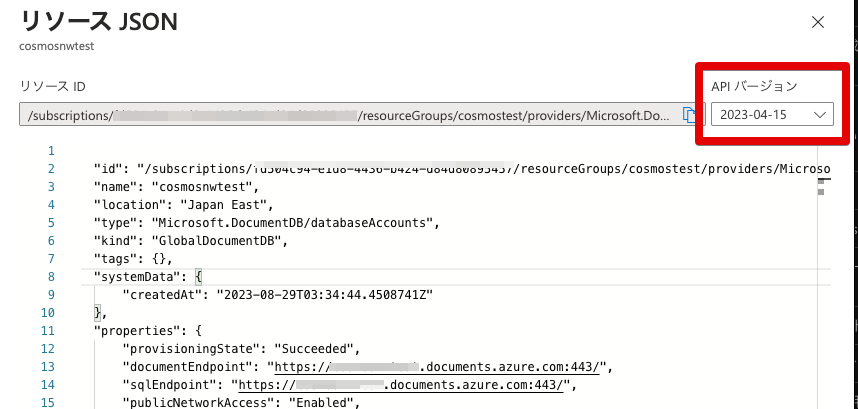 リソース JSON
cosmosnwtest
リソース ID
API バージョン
/subscriptions/ /resourceGroups/cosmostest/providers/Microsoft.Do...
2023-04-15
1
2 "id": "/subscriptions/ /resourceGroups/cosmostest/providers/Microso
3 "name": "cosmosnwtest",
4 "location": "Japan East",
5 "type": "Microsoft.DocumentDB/databaseAccounts",
6 "kind": "GlobalDocumentDB",
7 "tags": {},
8 "systemData": {
9 "createdAt": "2023-08-29T03:34:44.4508741Z"
10 },
11 "properties": {
12 "provisioningState": "Succeeded",
13 "documentEndpoint": "https:// .documents.azure.com:443/",
14 "sqlEndpoint": "https:// .documents.azure.com:443/",
15 "publicNetworkAccess": "Enabled",